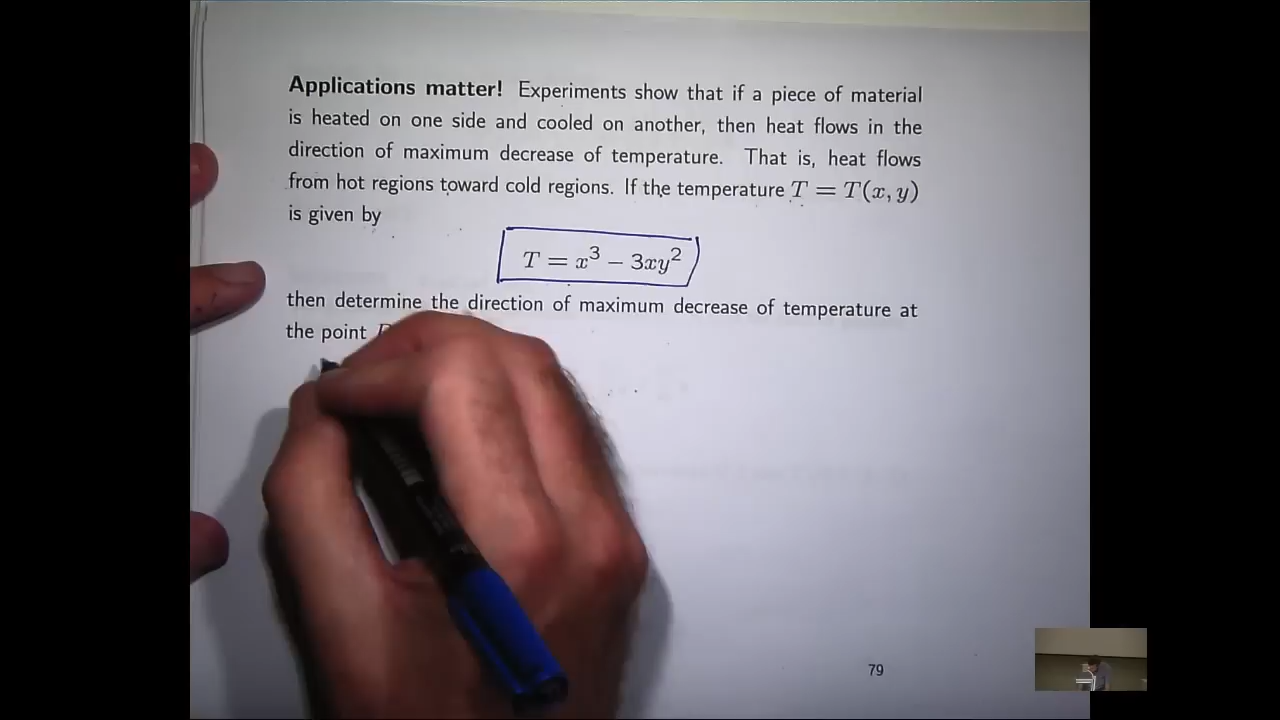 Applications matter! Experiments show that if a piece of material
is heated on one side and cooled on another, then heat flows in the
direction of maximum decrease of temperature. That is, heat flows
from hot regions toward cold regions. If the temperature T = T(x, y)
is given by
T = x³ − 3xy²
then determine the direction of maximum decrease of temperature at
the point
79